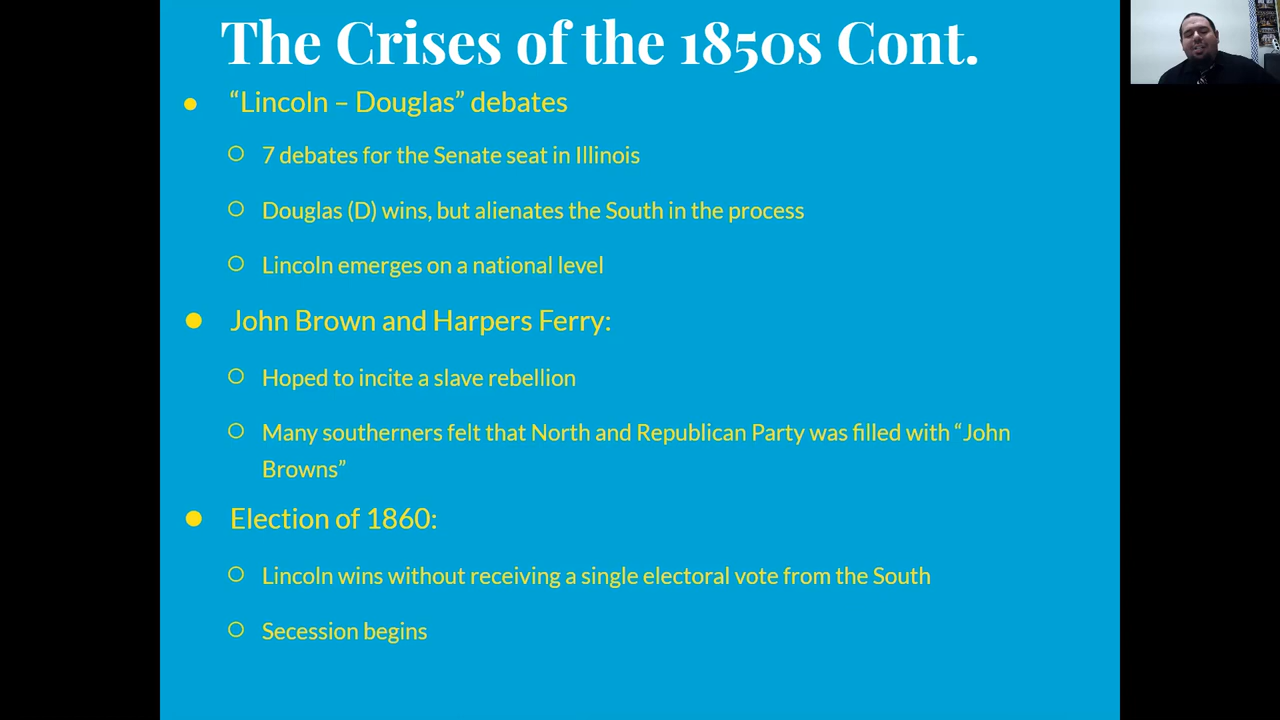 The Crises of the 1850s Cont.
“Lincoln – Douglas” debates
7 debates for the Senate seat in Illinois
Douglas (D) wins, but alienates the South in the process
Lincoln emerges on a national level
John Brown and Harpers Ferry:
Hoped to incite a slave rebellion
Many southerners felt that North and Republican Party was filled with “John
Browns”
Election of 1860:
Lincoln wins without receiving a single electoral vote from the South
Secession begins